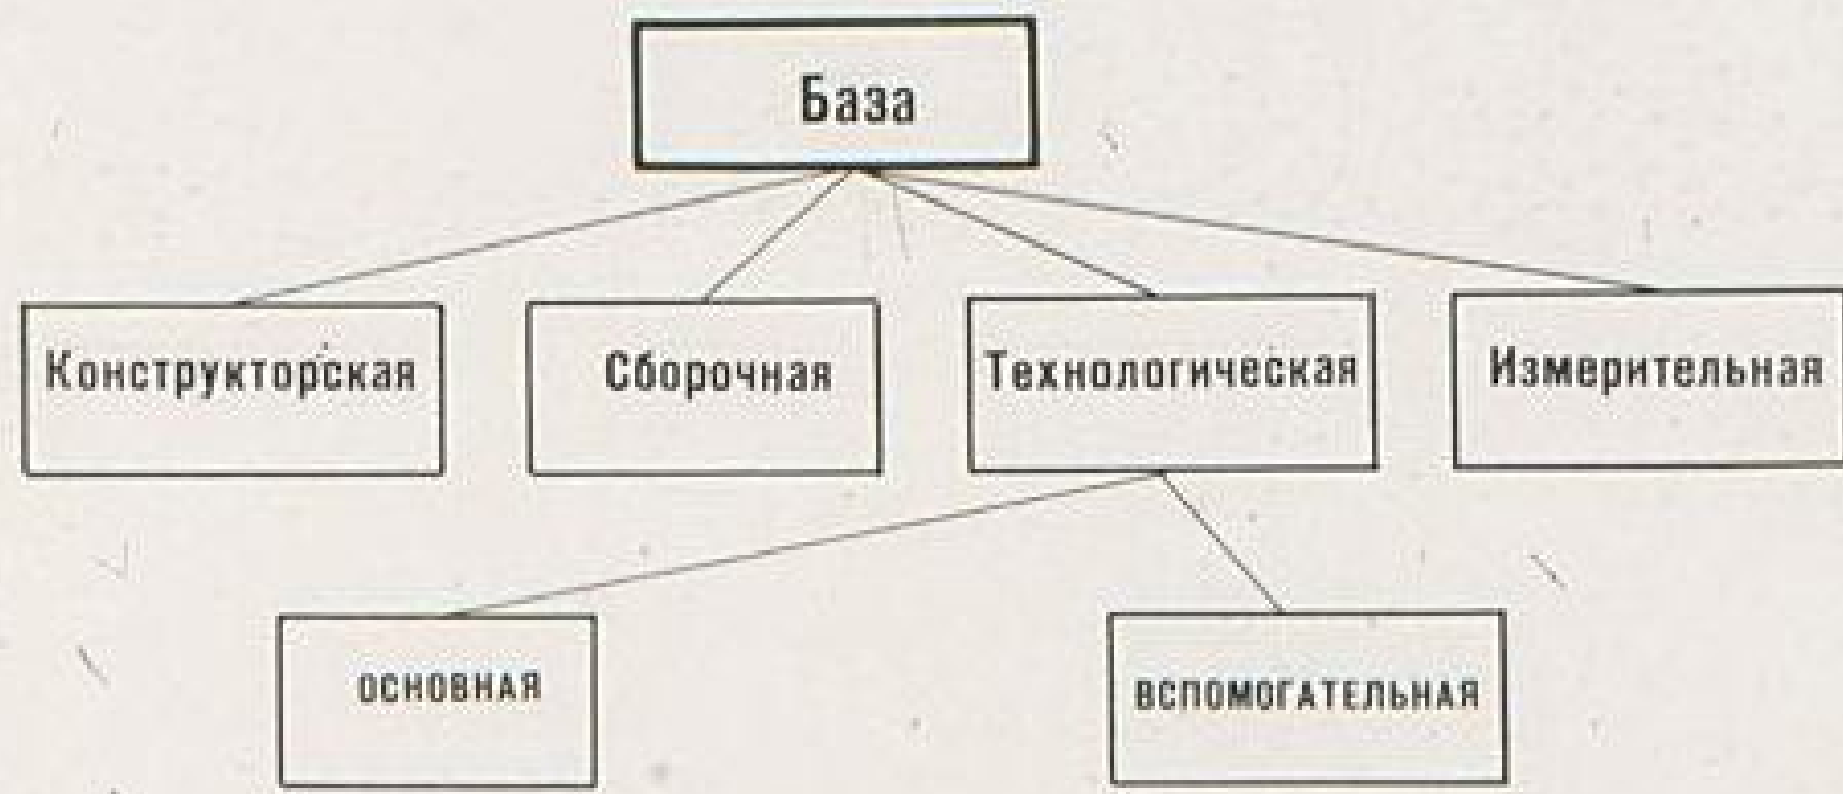 База
Конструкторская
Сборочная
Технологическая
Измерительная
ОСНОВНАЯ
ВСПОМОГАТЕЛЬНАЯ